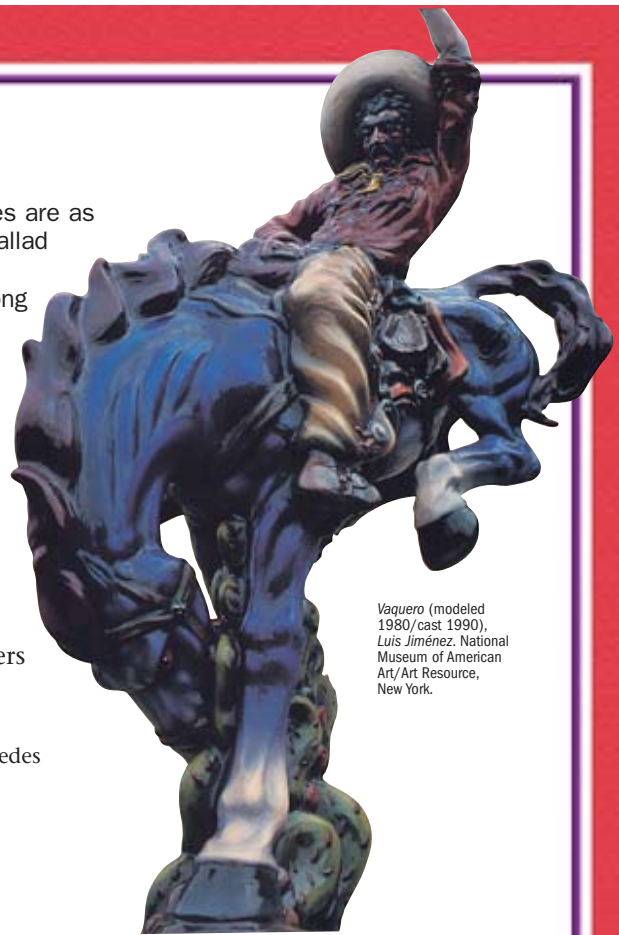 es are as
allad
ong
ers
edes
Vaquero (modeled
1980/cast 1990),
Luis Jiménez. National
Museum of American
Art/Art Resource,
New York.